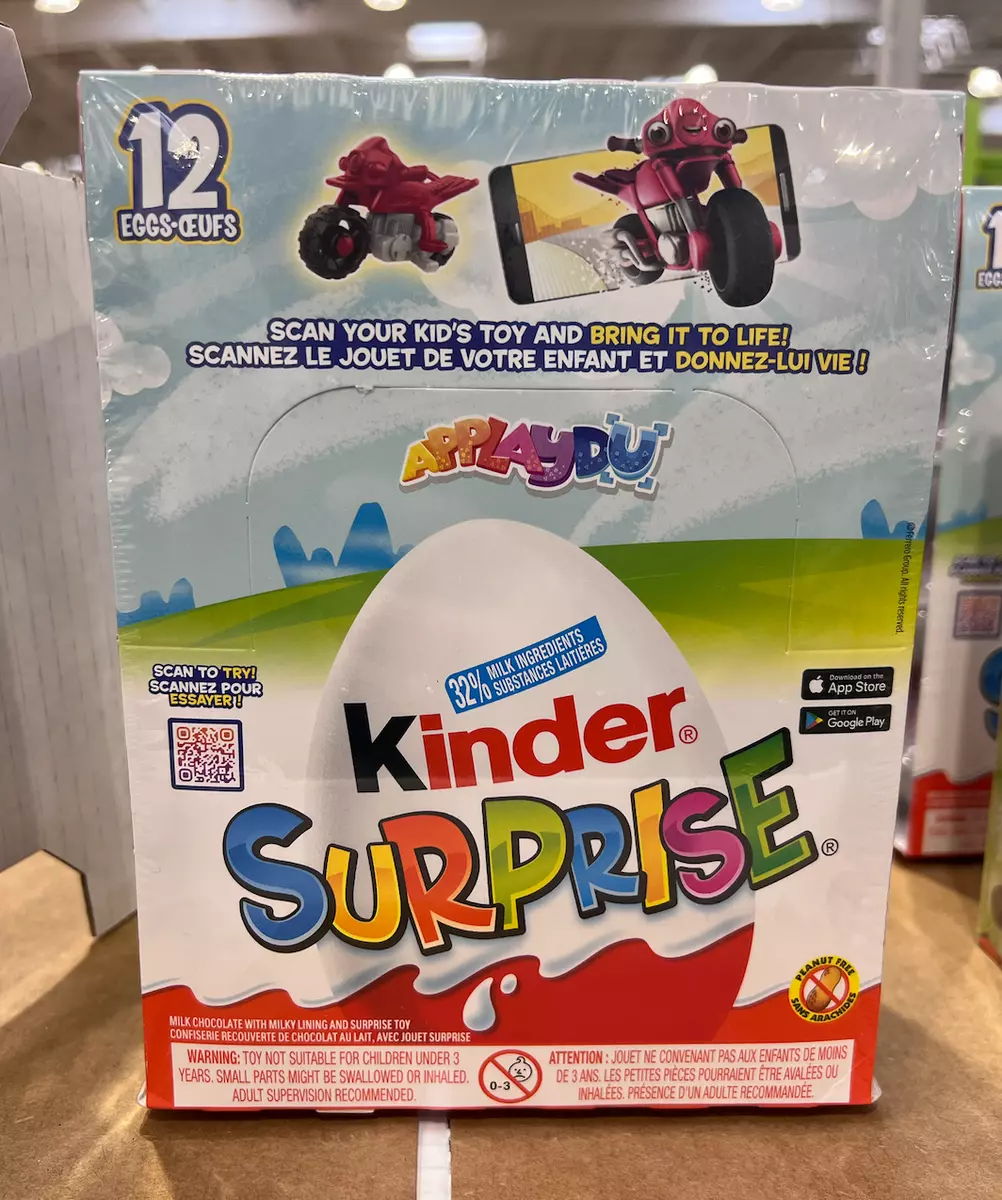 12
EGGS•ŒUFS
SCAN YOUR KID'S TOY AND BRING IT TO LIFE!
SCANNEZ LE JOUET DE VOTRE ENFANT ET DONNEZ-LUI VIE !
APPLAYDU
©Ferrero Group. All rights reserved.
SCAN TO TRY!
SCANNEZ POUR
ESSAYER !
Download on the
App Store
GET IT ON
Google Play
32% MILK INGREDIENTS
SUBSTANCES LAITIÈRES
kinder®
SURPRISE®
PEANUT FREE
SANS ARACHIDES
MILK CHOCOLATE WITH MILKY LINING AND SURPRISE TOY
CONFISERIE RECOUVERTE DE CHOCOLAT AU LAIT, AVEC JOUET SURPRISE
WARNING: TOY NOT SUITABLE FOR CHILDREN UNDER 3
YEARS. SMALL PARTS MIGHT BE SWALLOWED OR INHALED.
ADULT SUPERVISION RECOMMENDED.
0-3
ATTENTION : JOUET NE CONVENANT PAS AUX ENFANTS DE MOINS
DE 3 ANS. LES PETITES PIÈCES POURRAIENT ÊTRE AVALÉES OU
INHALÉES. PRÉSENCE D'UN ADULTE RECOMMANDÉE.